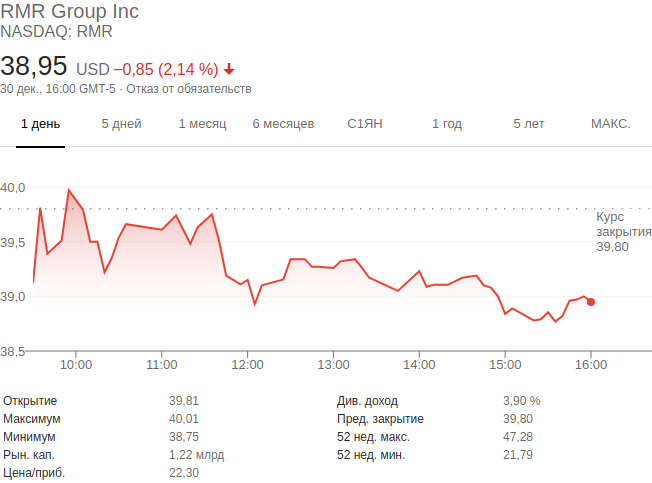 RMR Group Inc
NASDAQ: RMR
38,95 USD −0,85 (2,14 %)
30 дек., 16:00 GMT-5 · Отказ от обязательств
1 день 5 дней 1 месяц 6 месяцев С1ЯН 1 год 5 лет МАКС.
40,0
Курс
закрытия
39,80
39,5
39,0
38,5
10:00 11:00 12:00 13:00 14:00 15:00 16:00
Открытие 39,81 Див. доход 3,90 %
Максимум 40,01 Пред. закрытие 39,80
Минимум 38,75 52 нед. макс. 47,28
Рын. кап. 1,22 млрд 52 нед. мин. 21,79
Цена/приб. 22,30